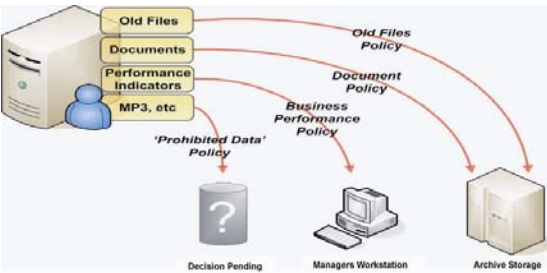 Old Files
Documents
Performance
Indicators
MP3, etc
Old Files
Policy
Document
Policy
Business
Performance
Policy
'Prohibited Data'
Policy
?
Decision Pending
Managers Workstation
Archive Storage